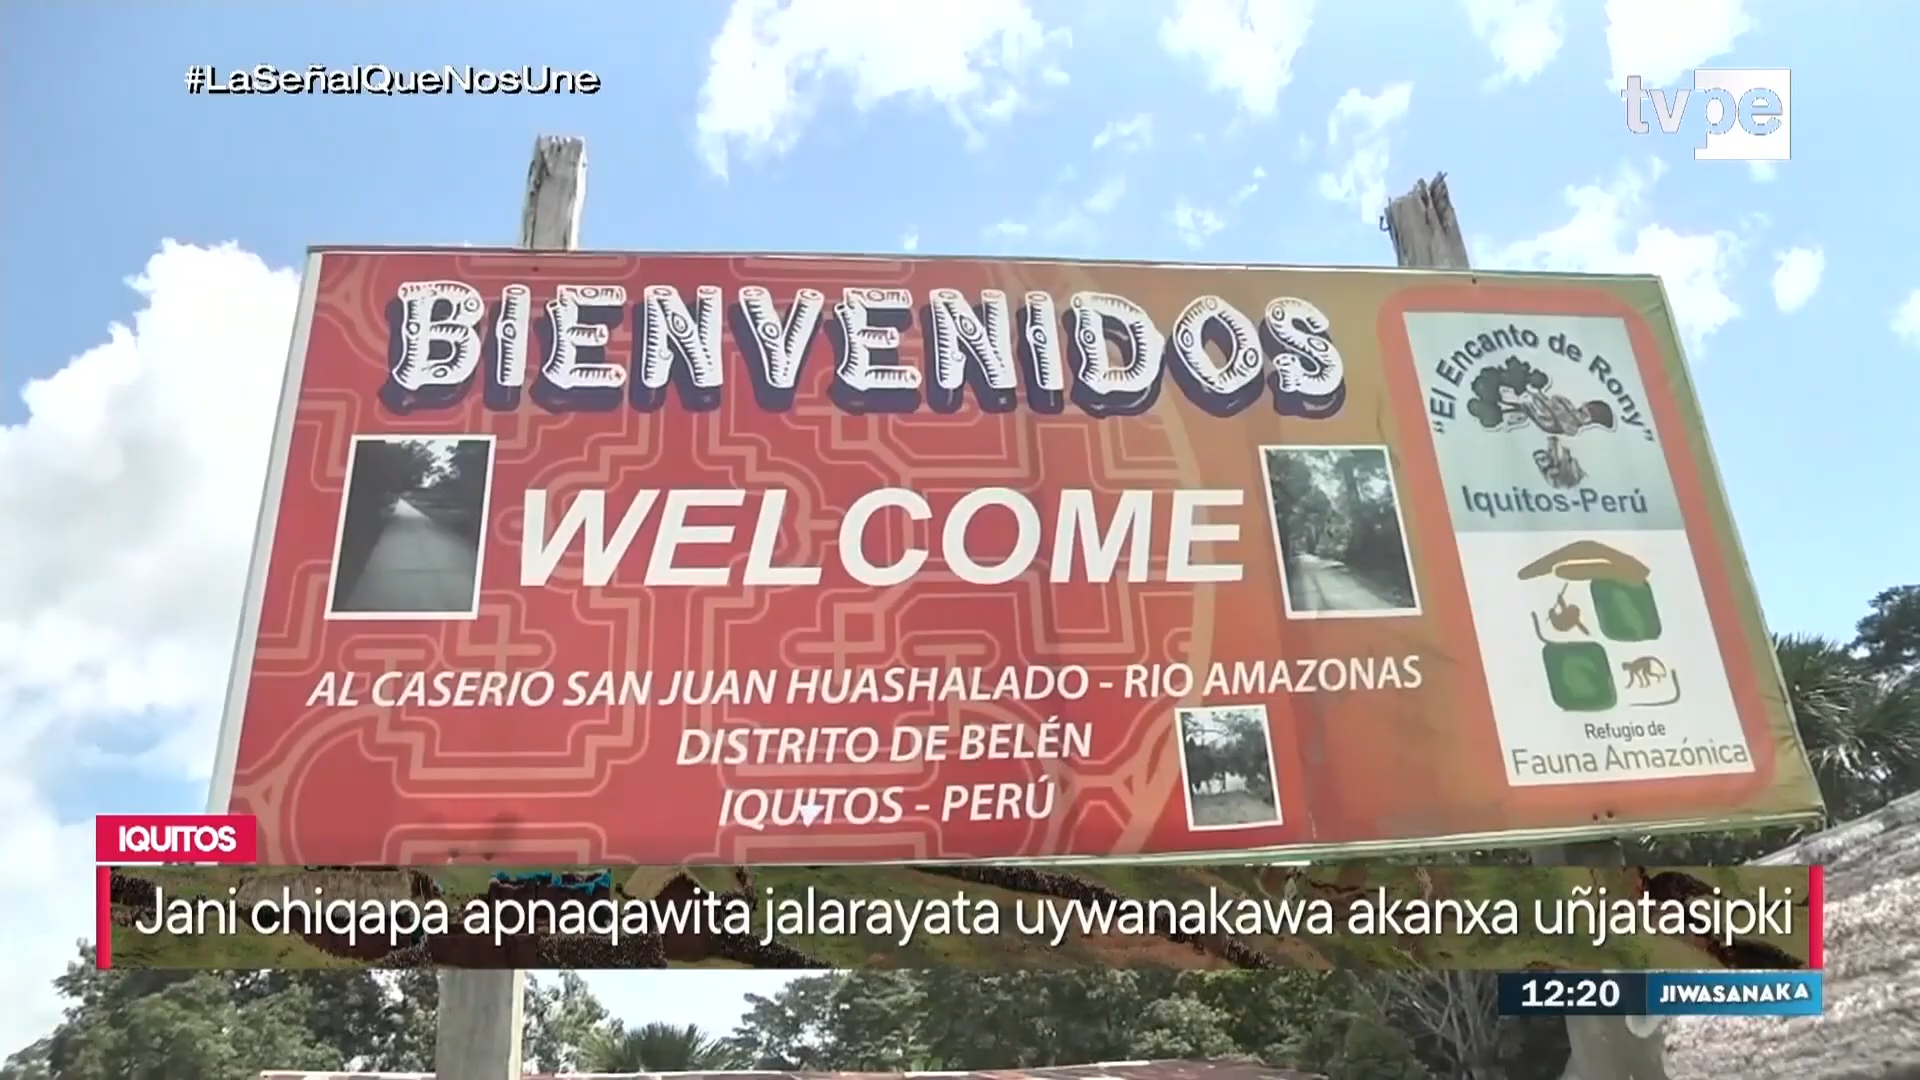 #LaSeñalQueNosUne
tvpe
BIENVENIDOS
WELCOME
AL CASERIO SAN JUAN HUASHALADO - RIO AMAZONAS
DISTRITO DE BELÉN
IQUITOS - PERÚ
"El Encanto de Rony"
Iquitos-Perú
Refugio de
Fauna Amazónica
IQUITOS
Jani chiqapa apnaqawita jalarayata uywanakawa akanxa uñjatasipki
12:20
JIWASANAKA